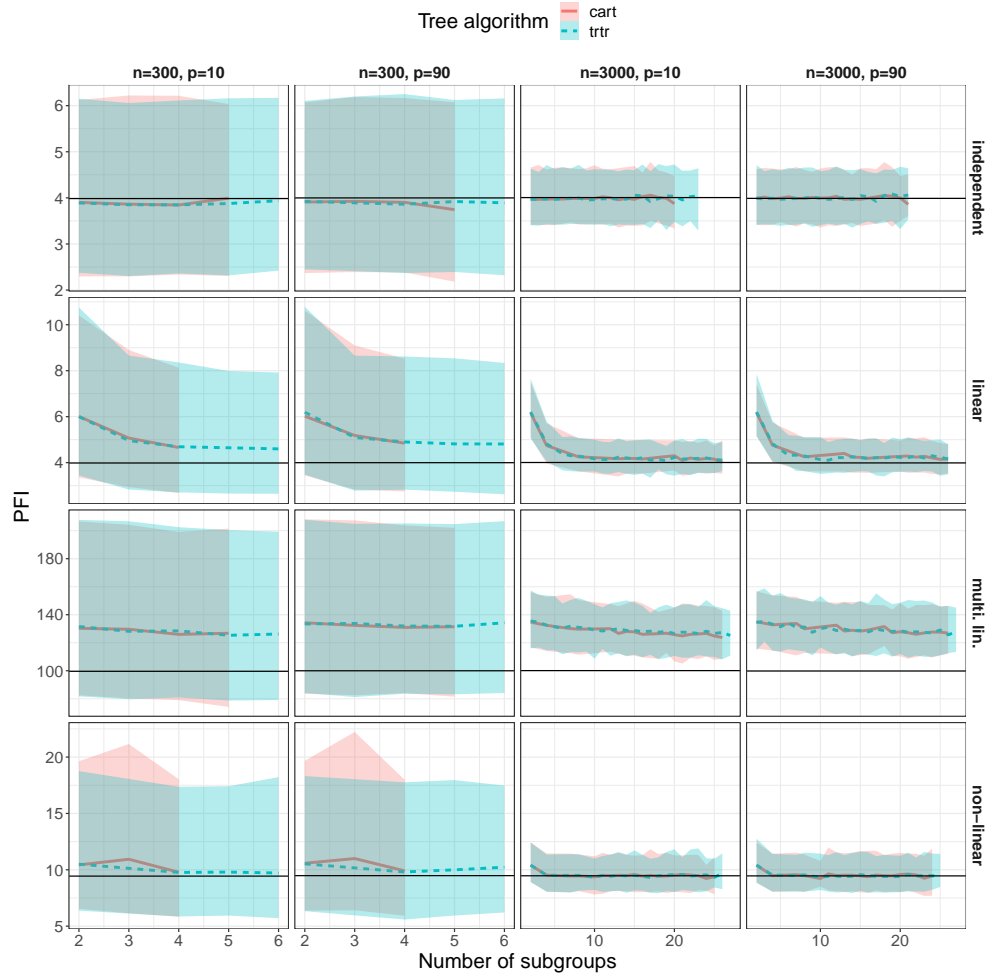 Tree algorithm
cart
trtr
n=300, p=10
n=300, p=90
n=3000, p=10
n=3000, p=90
6
5
4
3
2
independent
10
8
6
4
linear
PFI
180
140
100
multi. lin.
20
15
10
5
non−linear
2 3 4 5 6
2 3 4 5 6
10 20
10 20
Number of subgroups